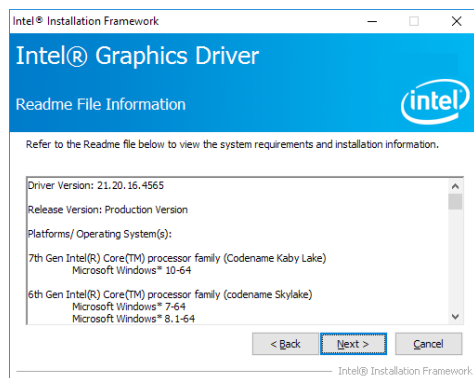 Intel® Installation Framework
Intel® Graphics Driver
Readme File Information
intel
Refer to the Readme file below to view the system requirements and installation information.
Driver Version: 21.20.16.4565
Release Version: Production Version
Platforms/ Operating System(s):
7th Gen Intel(R) Core(TM) processor family (Codename Kaby Lake)
Microsoft Windows* 10-64
6th Gen Intel(R) Core(TM) processor family (codename Skylake)
Microsoft Windows* 7-64
Microsoft Windows* 8.1-64
< Back
Next >
Cancel
Intel® Installation Framework